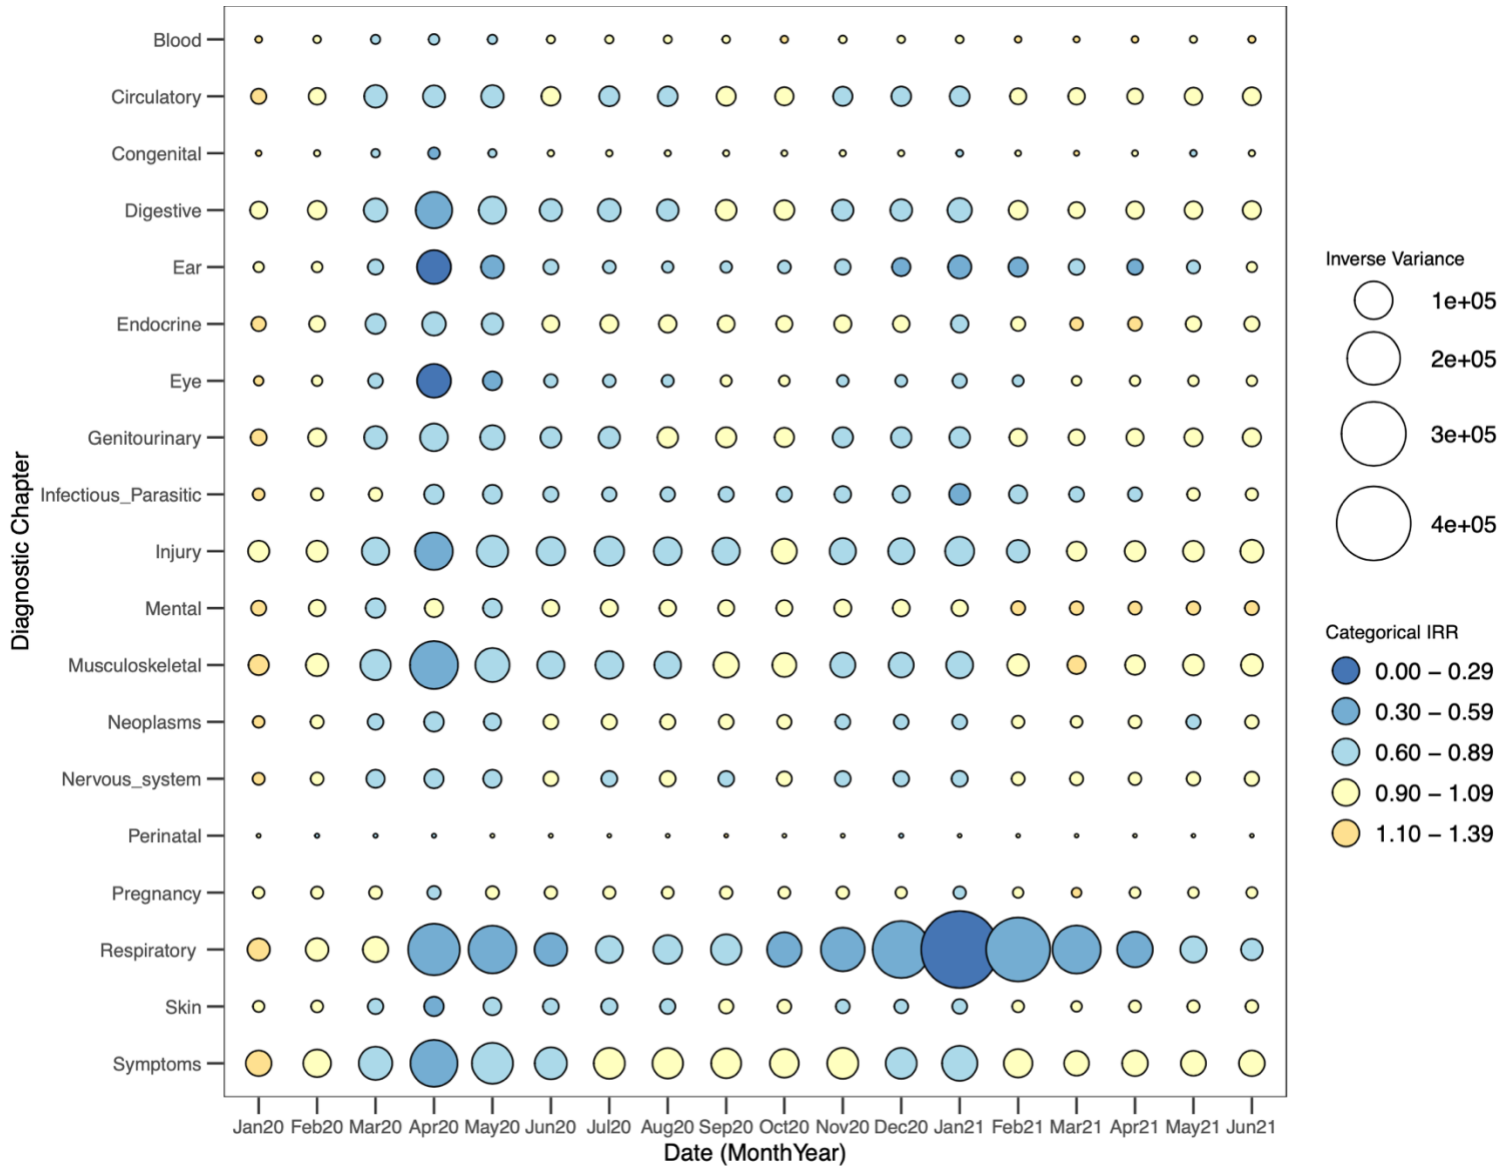 Blood
Circulatory
Congenital
Digestive
Ear
Endocrine
Eye
Genitourinary
Infectious_Parasitic
Injury
Mental
Musculoskeletal
Neoplasms
Nervous_system
Perinatal
Pregnancy
Respiratory
Skin
Symptoms
Diagnostic Chapter
Jan20 Feb20 Mar20 Apr20 May20 Jun20 Jul20 Aug20 Sep20 Oct20 Nov20 Dec20 Jan21 Feb21 Mar21 Apr21 May21 Jun21
Date (MonthYear)
Inverse Variance
1e+05
2e+05
3e+05
4e+05
Categorical IRR
0.00 – 0.29
0.30 – 0.59
0.60 – 0.89
0.90 – 1.09
1.10 – 1.39